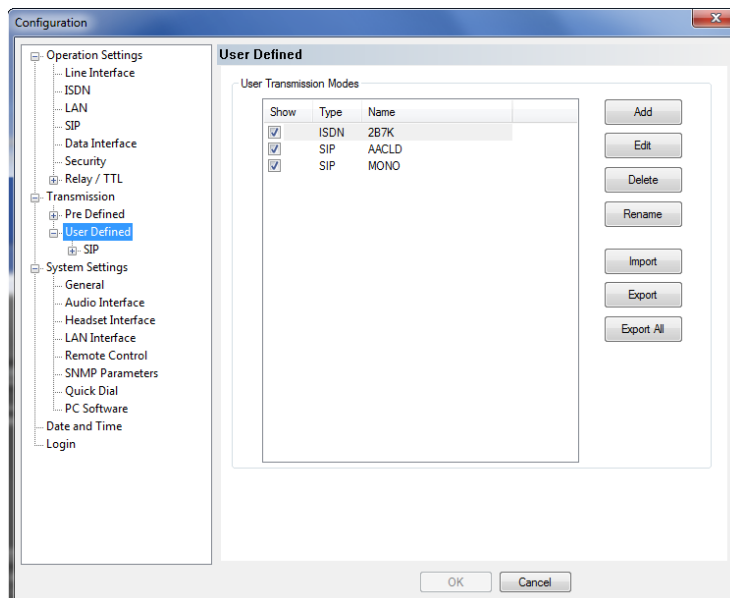 Configuration
Operation Settings
Line Interface
ISDN
LAN
SIP
Data Interface
Security
Relay / TTL
Transmission
Pre Defined
User Defined
SIP
System Settings
General
Audio Interface
Headset Interface
LAN Interface
Remote Control
SNMP Parameters
Quick Dial
PC Software
Date and Time
Login
User Defined
User Transmission Modes
Show Type Name
ISDN 2B7K
SIP AACLD
SIP MONO
Add
Edit
Delete
Rename
Import
Export
Export All
OK Cancel